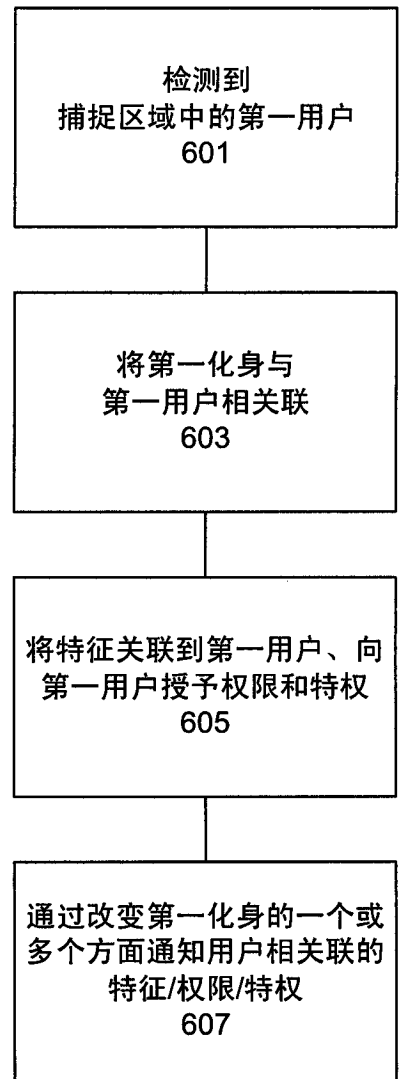 检测到
捕捉区域中的第一用户
601
将第一化身与
第一用户相关联
603
将特征关联到第一用户、向
第一用户授予权限和特权
605
通过改变第一化身的一个或
多个方面通知用户相关联的
特征/权限/特权
607